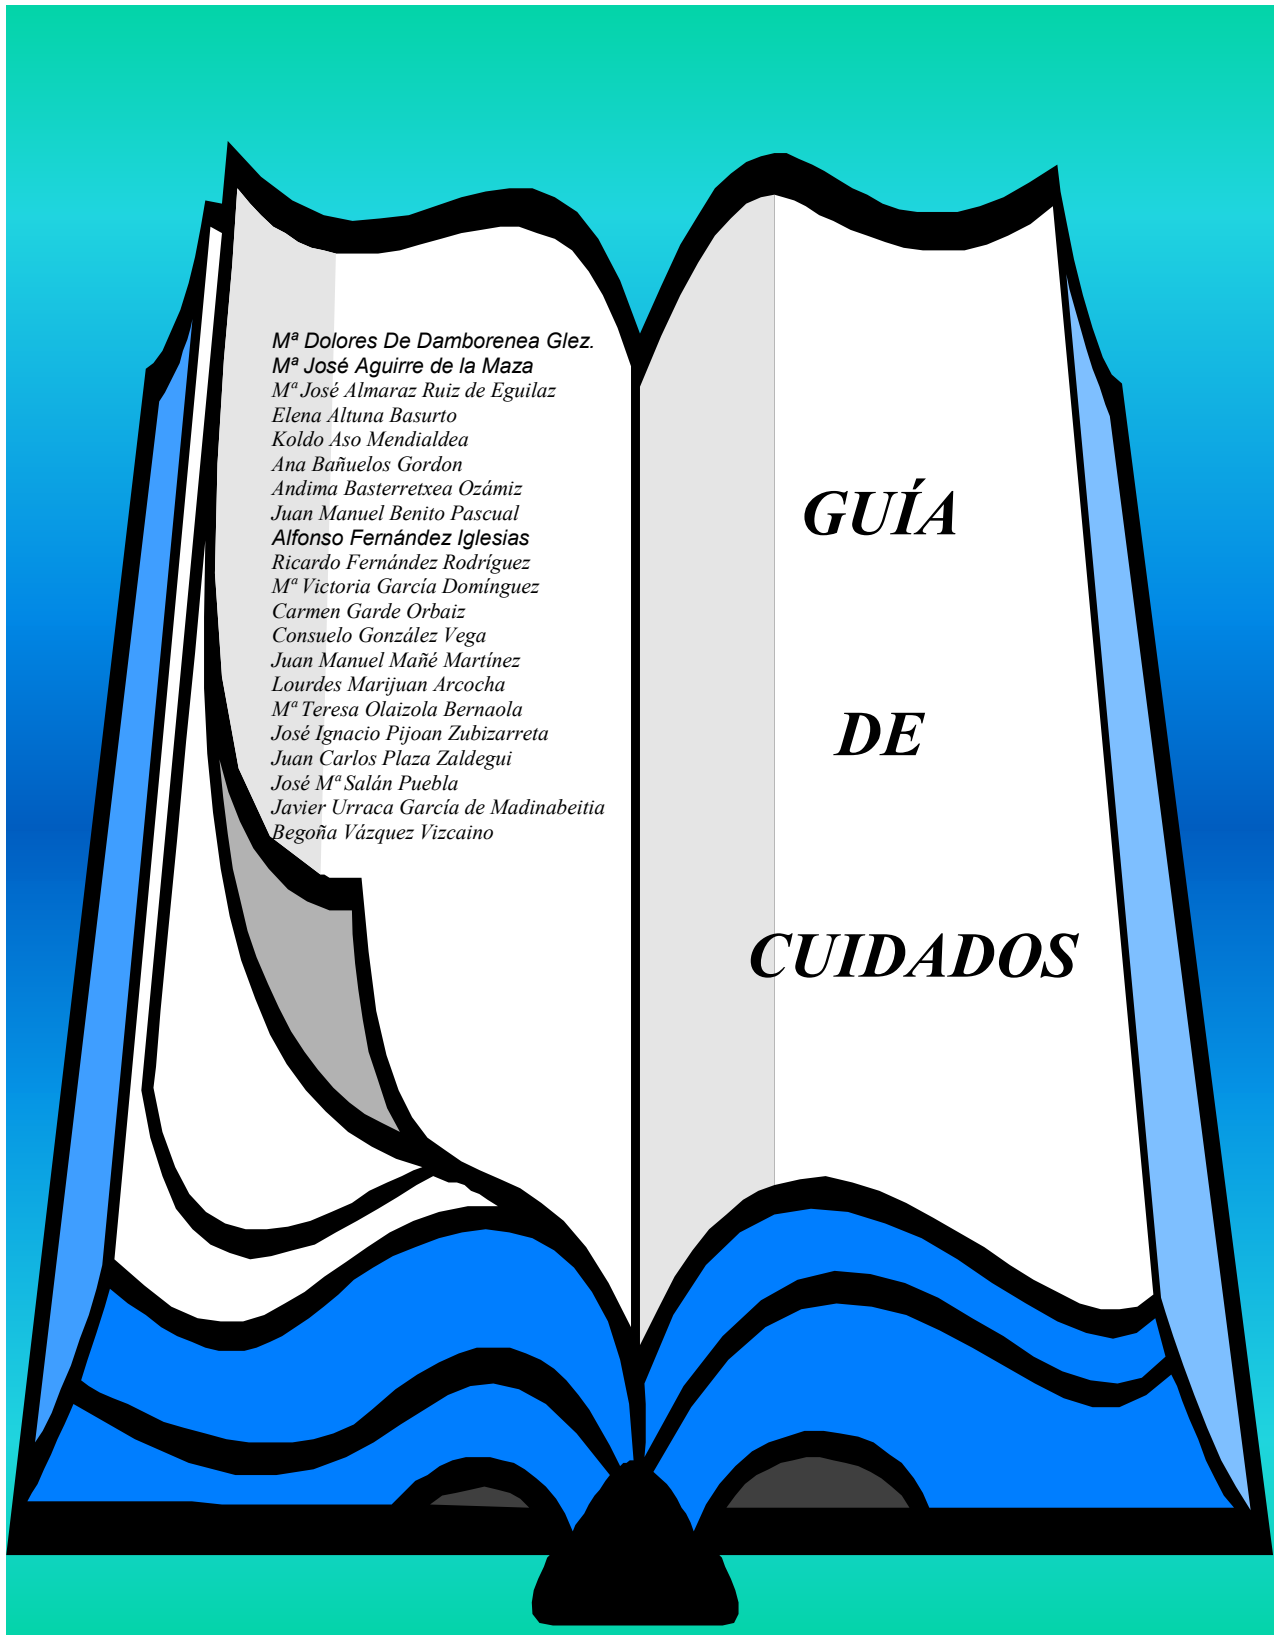 Mª Dolores De Damborenea Glez.
Mª José Aguirre de la Maza
Mª José Almaraz Ruiz de Eguilaz
Elena Altuna Basurto
Koldo Aso Mendialdea
Ana Bañuelos Gordon
Andima Basterretxea Ozámiz
Juan Manuel Benito Pascual
Alfonso Fernández Iglesias
Ricardo Fernández Rodríguez
Mª Victoria García Domínguez
Carmen Garde Orbaiz
Consuelo González Vega
Juan Manuel Mañé Martínez
Lourdes Marijuan Arcocha
Mª Teresa Olaizola Bernaola
José Ignacio Pijoan Zubizarreta
Juan Carlos Plaza Zaldegui
José Mª Salán Puebla
Javier Urraca García de Madinabeitia
Begoña Vázquez Vizcaino
GUÍA
DE
CUIDADOS